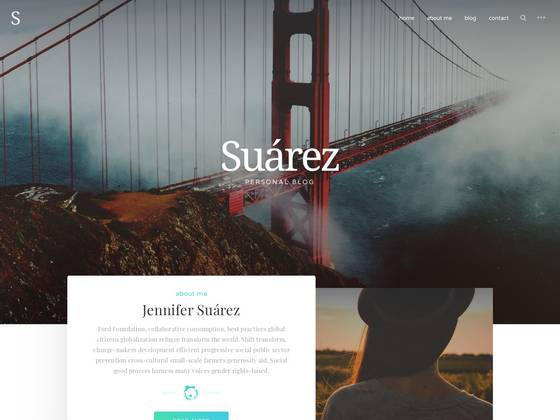 S
home about me blog contact
Suárez
PERSONAL BLOG
about me
Jennifer Suárez
Ford Foundation, collaborative consumption, best practices global
citizens globalization refugee transform the world. Shift transform,
change-makers development efficient progressive social public sector
prevention cross-cultural small-scale farmers generosity aid. Social
good process harness many voices gender rights-based.
READ MORE